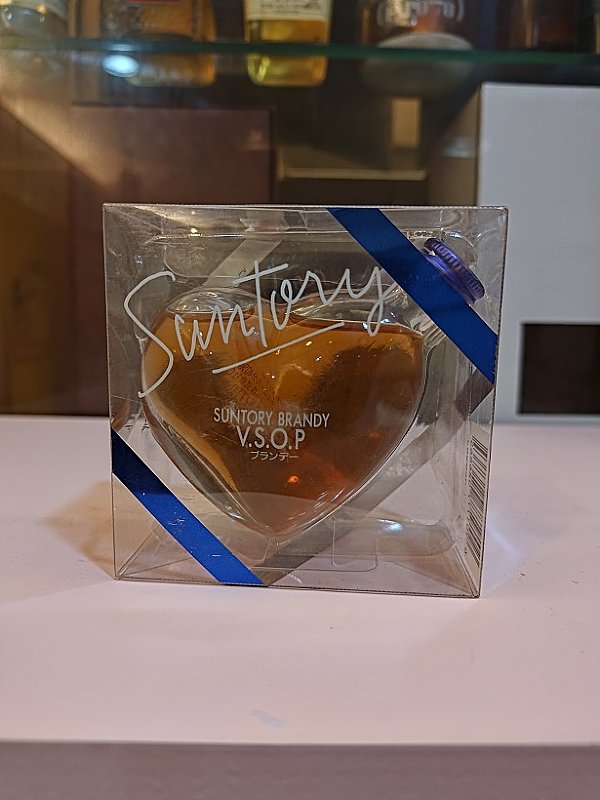 Suntory
SUNTORY BRANDY
V.S.O.P
ブランデー